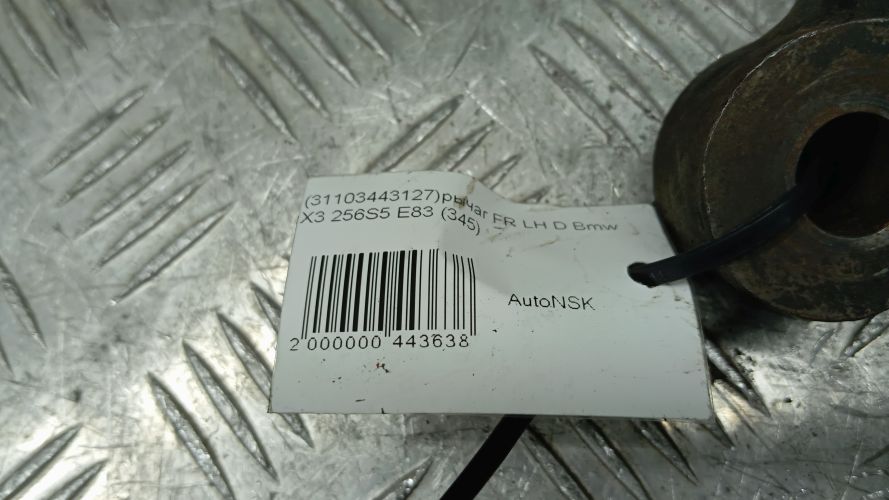 (31103443127)рычаг FR LH D Bmw
X3 256S5 E83 (345)
AutoNSK
2 000000 443638